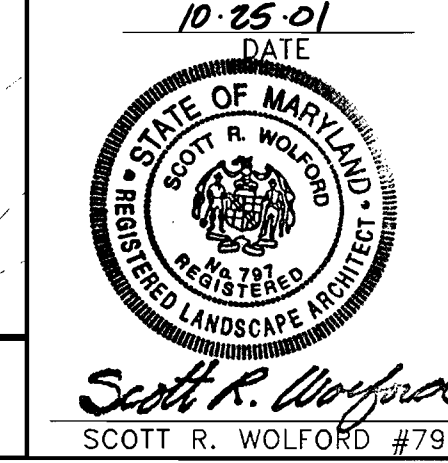 10·25·01
DATE
STATE OF MARYLAND
SCOTT R. WOLFORD
No. 797
REGISTERED
REGISTERED LANDSCAPE ARCHITECT
Scott R. Wolford
SCOTT R. WOLFORD #79